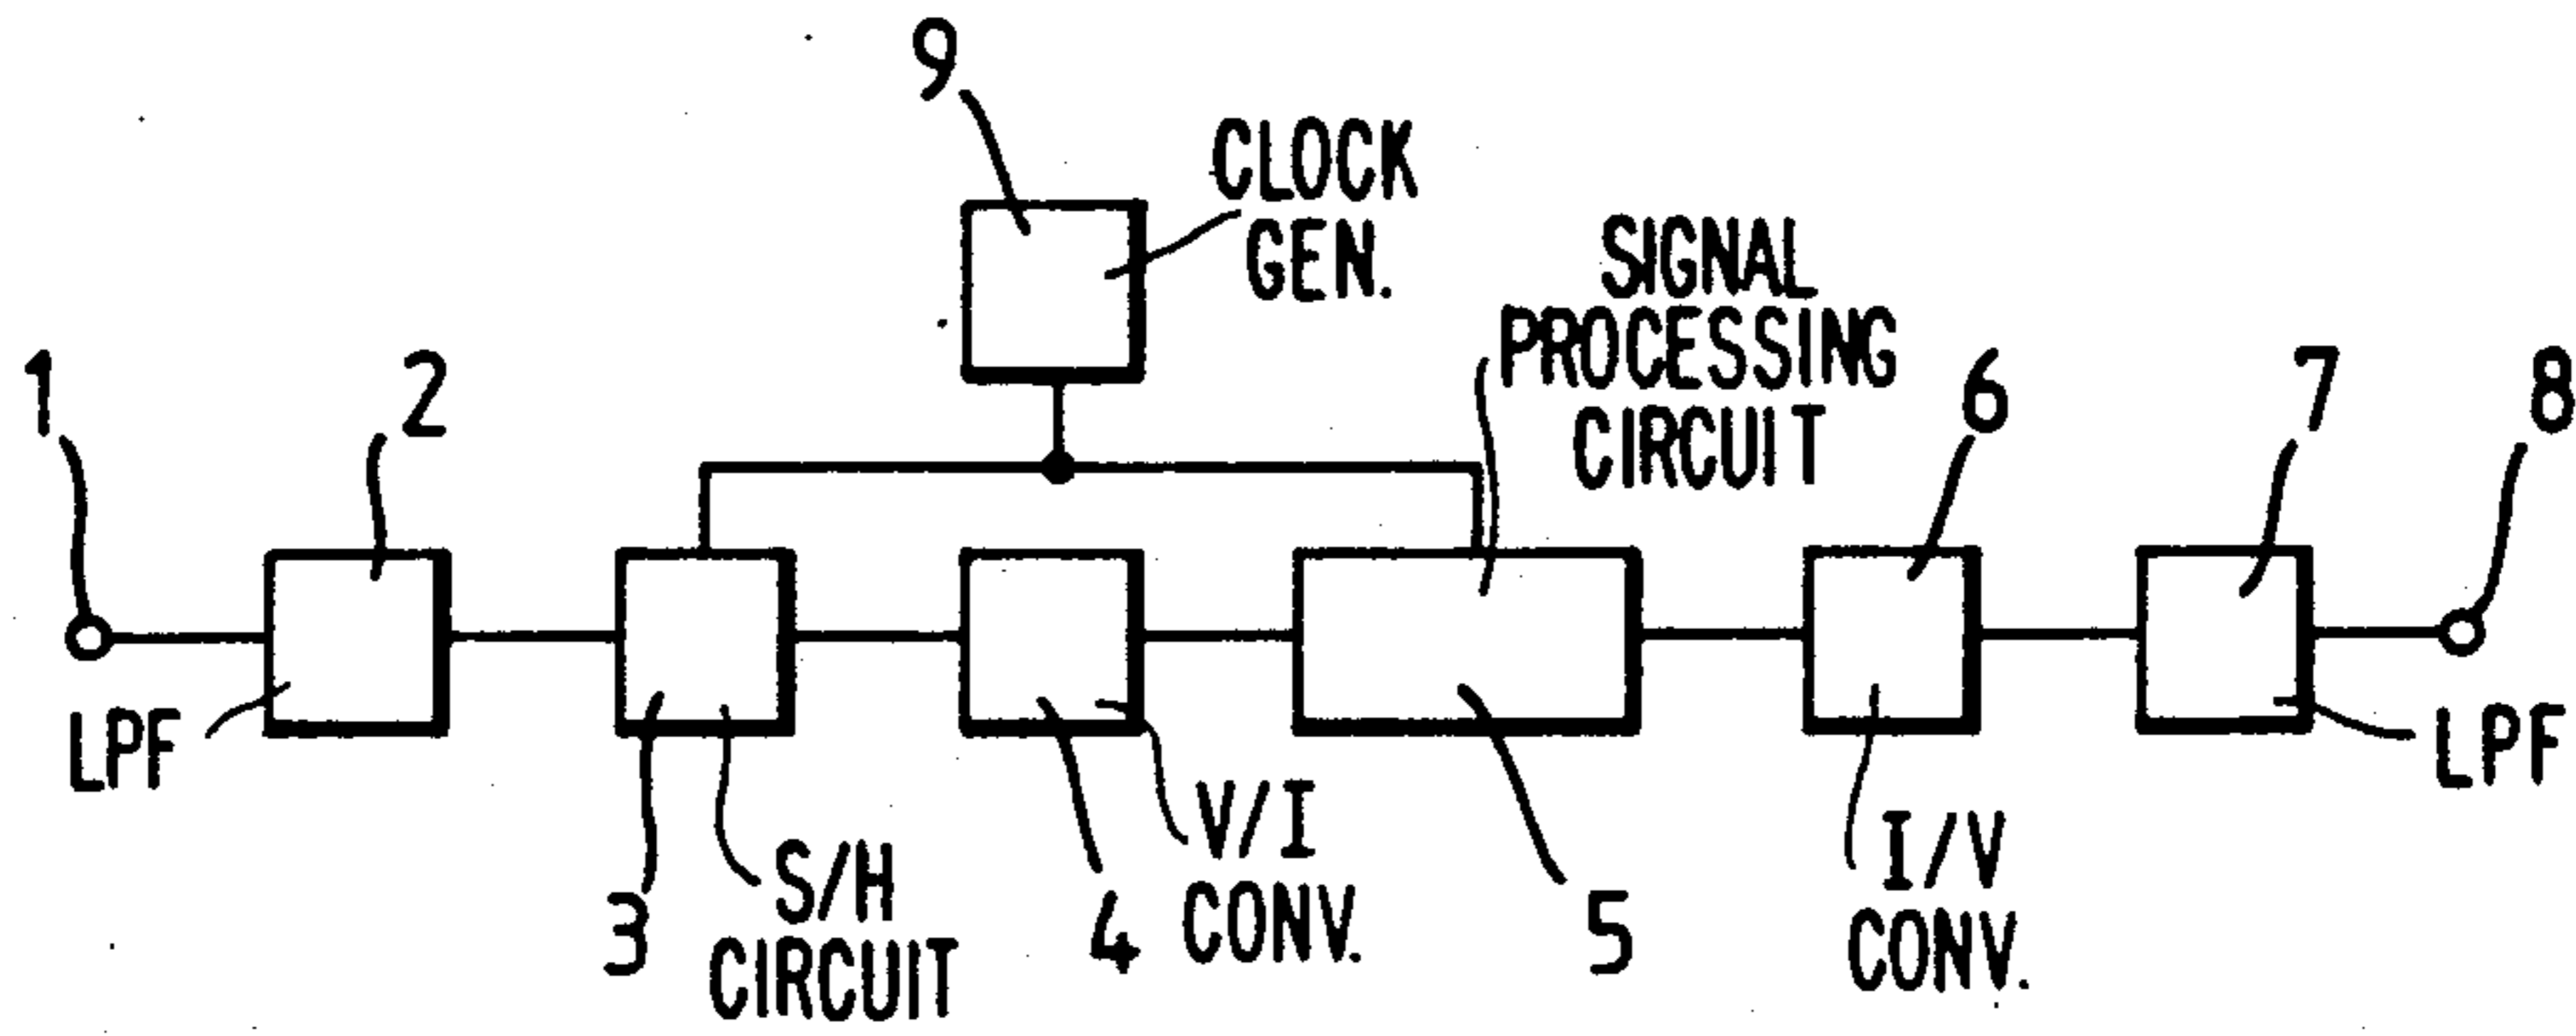 9
CLOCK
GEN.
SIGNAL
PROCESSING
CIRCUIT
1
2
6
7
8
LPF
LPF
3
S/H
CIRCUIT
4
V/I
CONV.
5
I/V
CONV.